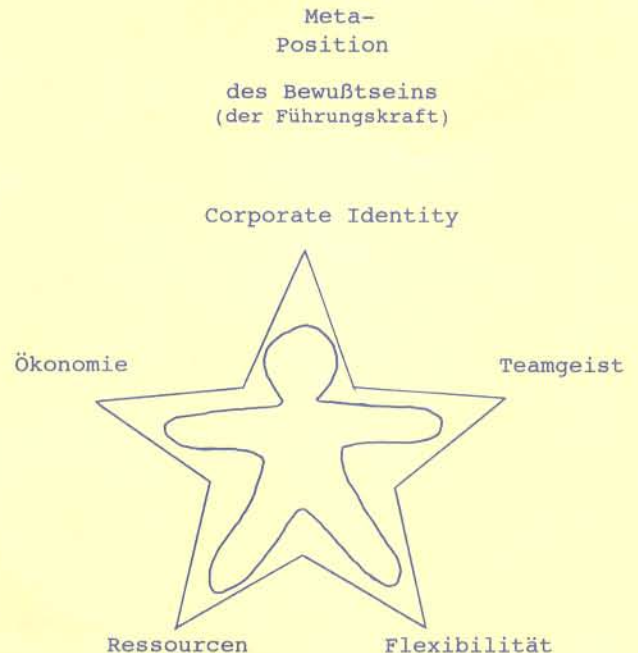 Meta-
Position
des Bewußtseins
(der Führungskraft)
Corporate Identity
Ökonomie
Teamgeist
Ressourcen
Flexibilität